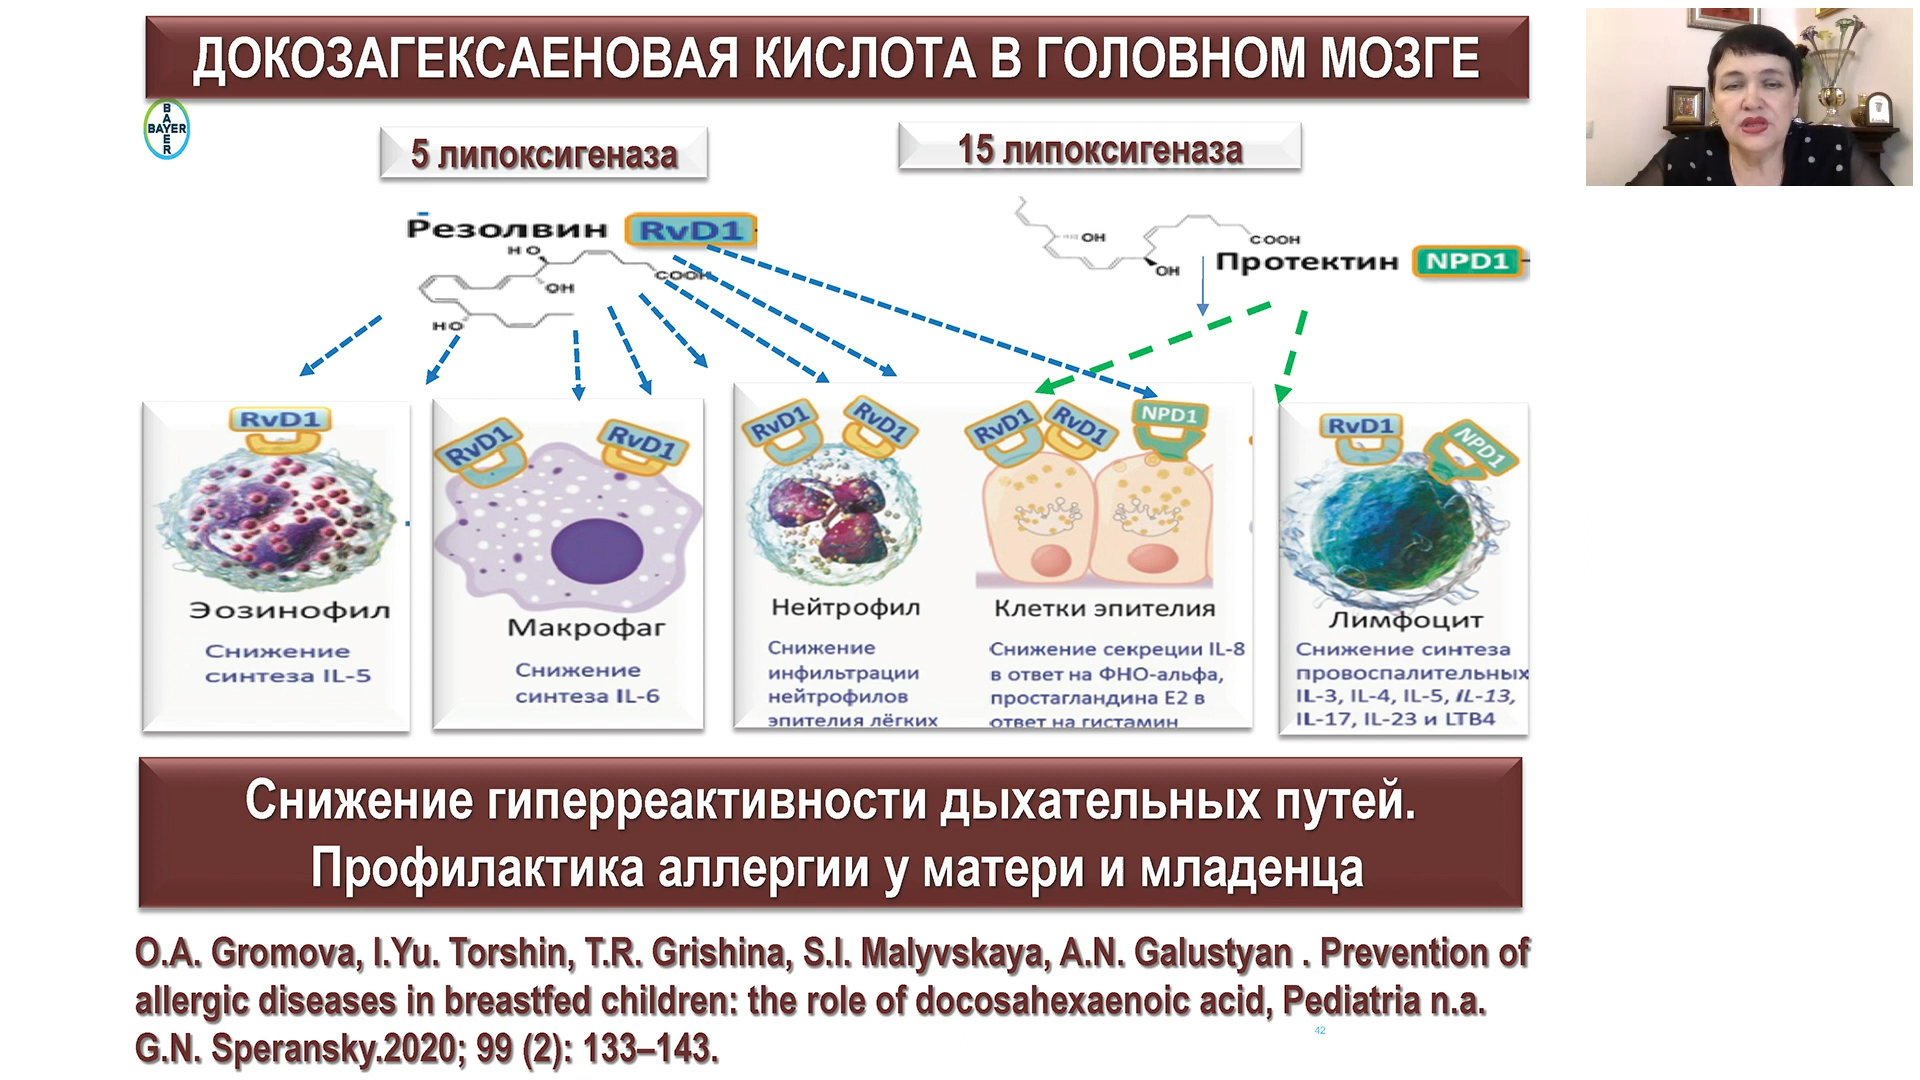 ДОКОЗАГЕКСАЕНОВАЯ КИСЛОТА В ГОЛОВНОМ МОЗГЕ
BAYER
BAYER
5 липоксигеназа
15 липоксигеназа
Резолвин RvD1
HO
COOH
OH
HO
OH
COOH
OH
Протектин NPD1
RvD1
RvD1 RvD1
RvD1 RvD1
RvD1 RvD1 NPD1
RvD1 NPD1
Эозинофил
Снижение
синтеза IL-5
Макрофаг
Снижение
синтеза IL-6
Нейтрофил
Снижение
инфильтрации
нейтрофилов
эпителия лёгких
Клетки эпителия
Снижение секреции IL-8
в ответ на ФНО-альфа,
простагландина E2 в
ответ на гистамин
Лимфоцит
Снижение синтеза
провоспалительных
IL-3, IL-4, IL-5, IL-13,
IL-17, IL-23 и LTB4
Снижение гиперреактивности дыхательных путей.
Профилактика аллергии у матери и младенца
O.A. Gromova, I.Yu. Torshin, T.R. Grishina, S.I. Malyvskaya, A.N. Galustyan . Prevention of
allergic diseases in breastfed children: the role of docosahexaenoic acid, Pediatria n.a.
G.N. Speransky.2020; 99 (2): 133–143.
42